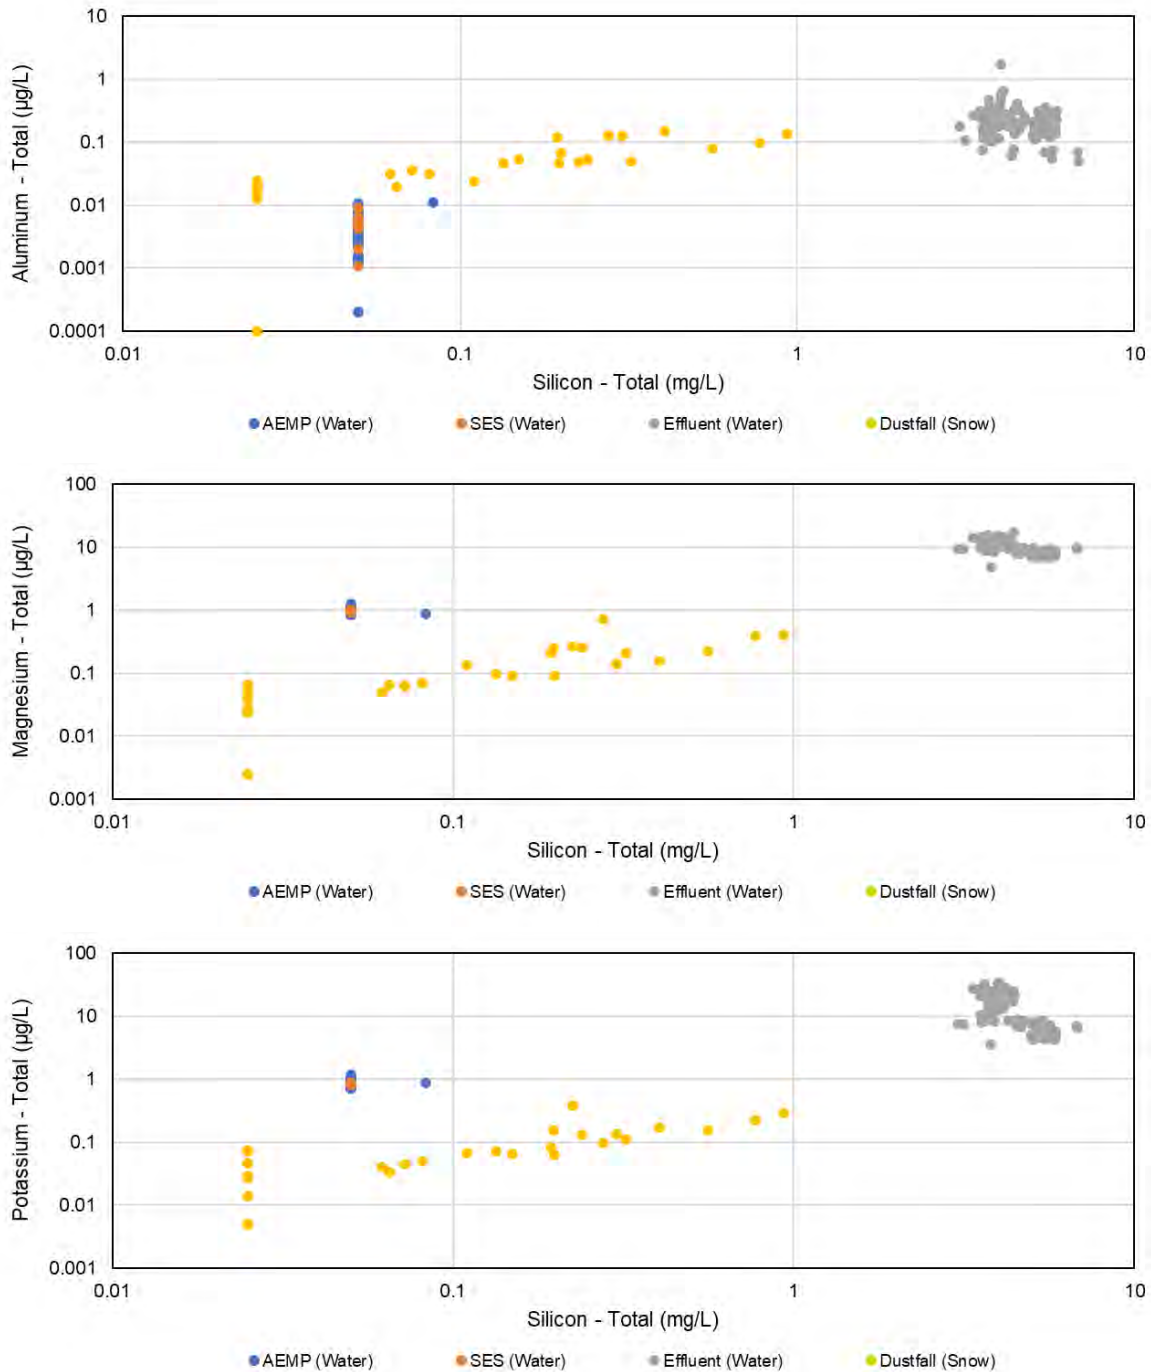 10
1
0.1
0.01
0.001
0.0001
Aluminum - Total (µg/L)
0.01 0.1 1 10
Silicon - Total (mg/L)
AEMP (Water) SES (Water) Effluent (Water) Dustfall (Snow)
100
10
1
0.1
0.01
0.001
Magnesium - Total (µg/L)
0.01 0.1 1 10
Silicon - Total (mg/L)
AEMP (Water) SES (Water) Effluent (Water) Dustfall (Snow)
100
10
1
0.1
0.01
0.001
Potassium - Total (µg/L)
0.01 0.1 1 10
Silicon - Total (mg/L)
AEMP (Water) SES (Water) Effluent (Water) Dustfall (Snow)